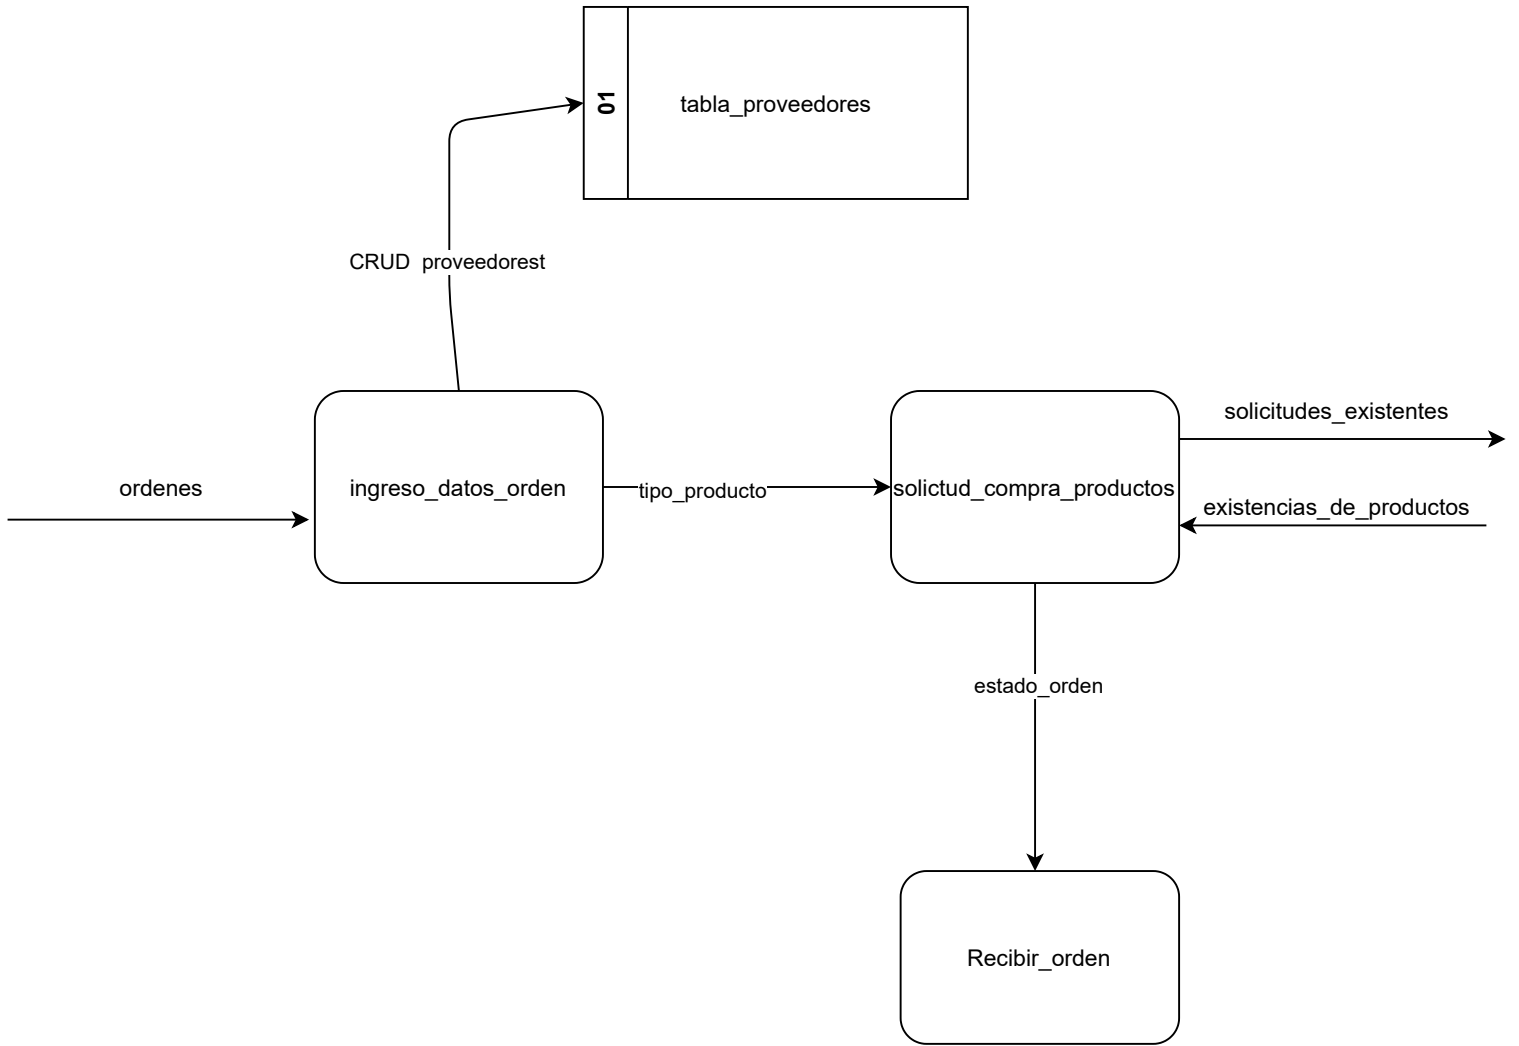 01
tabla_proveedores
CRUD  proveedorest
solicitudes_existentes
ordenes
ingreso_datos_orden
tipo_producto
solictud_compra_productos
existencias_de_productos
estado_orden
Recibir_orden